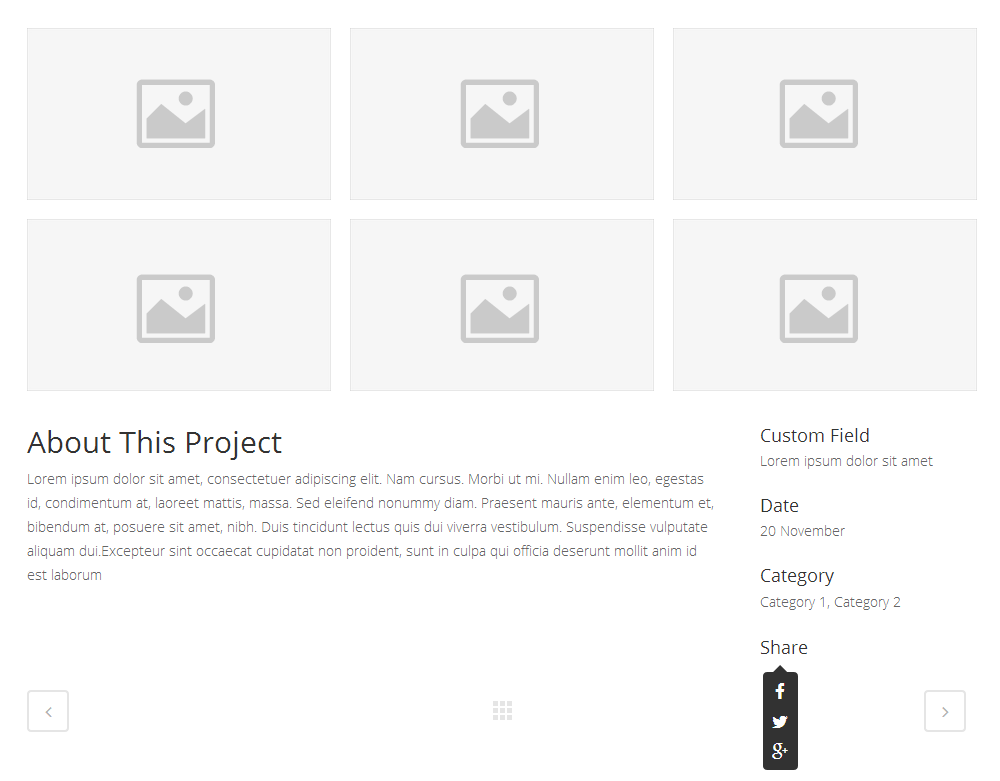 About This Project
Lorem ipsum dolor sit amet, consectetuer adipiscing elit. Nam cursus. Morbi ut mi. Nullam enim leo, egestas
id, condimentum at, laoreet mattis, massa. Sed eleifend nonummy diam. Praesent mauris ante, elementum et,
bibendum at, posuere sit amet, nibh. Duis tincidunt lectus quis dui viverra vestibulum. Suspendisse vulputate
aliquam dui.Excepteur sint occaecat cupidatat non proident, sunt in culpa qui officia deserunt mollit anim id
est laborum
Custom Field
Lorem ipsum dolor sit amet
Date
20 November
Category
Category 1, Category 2
Share